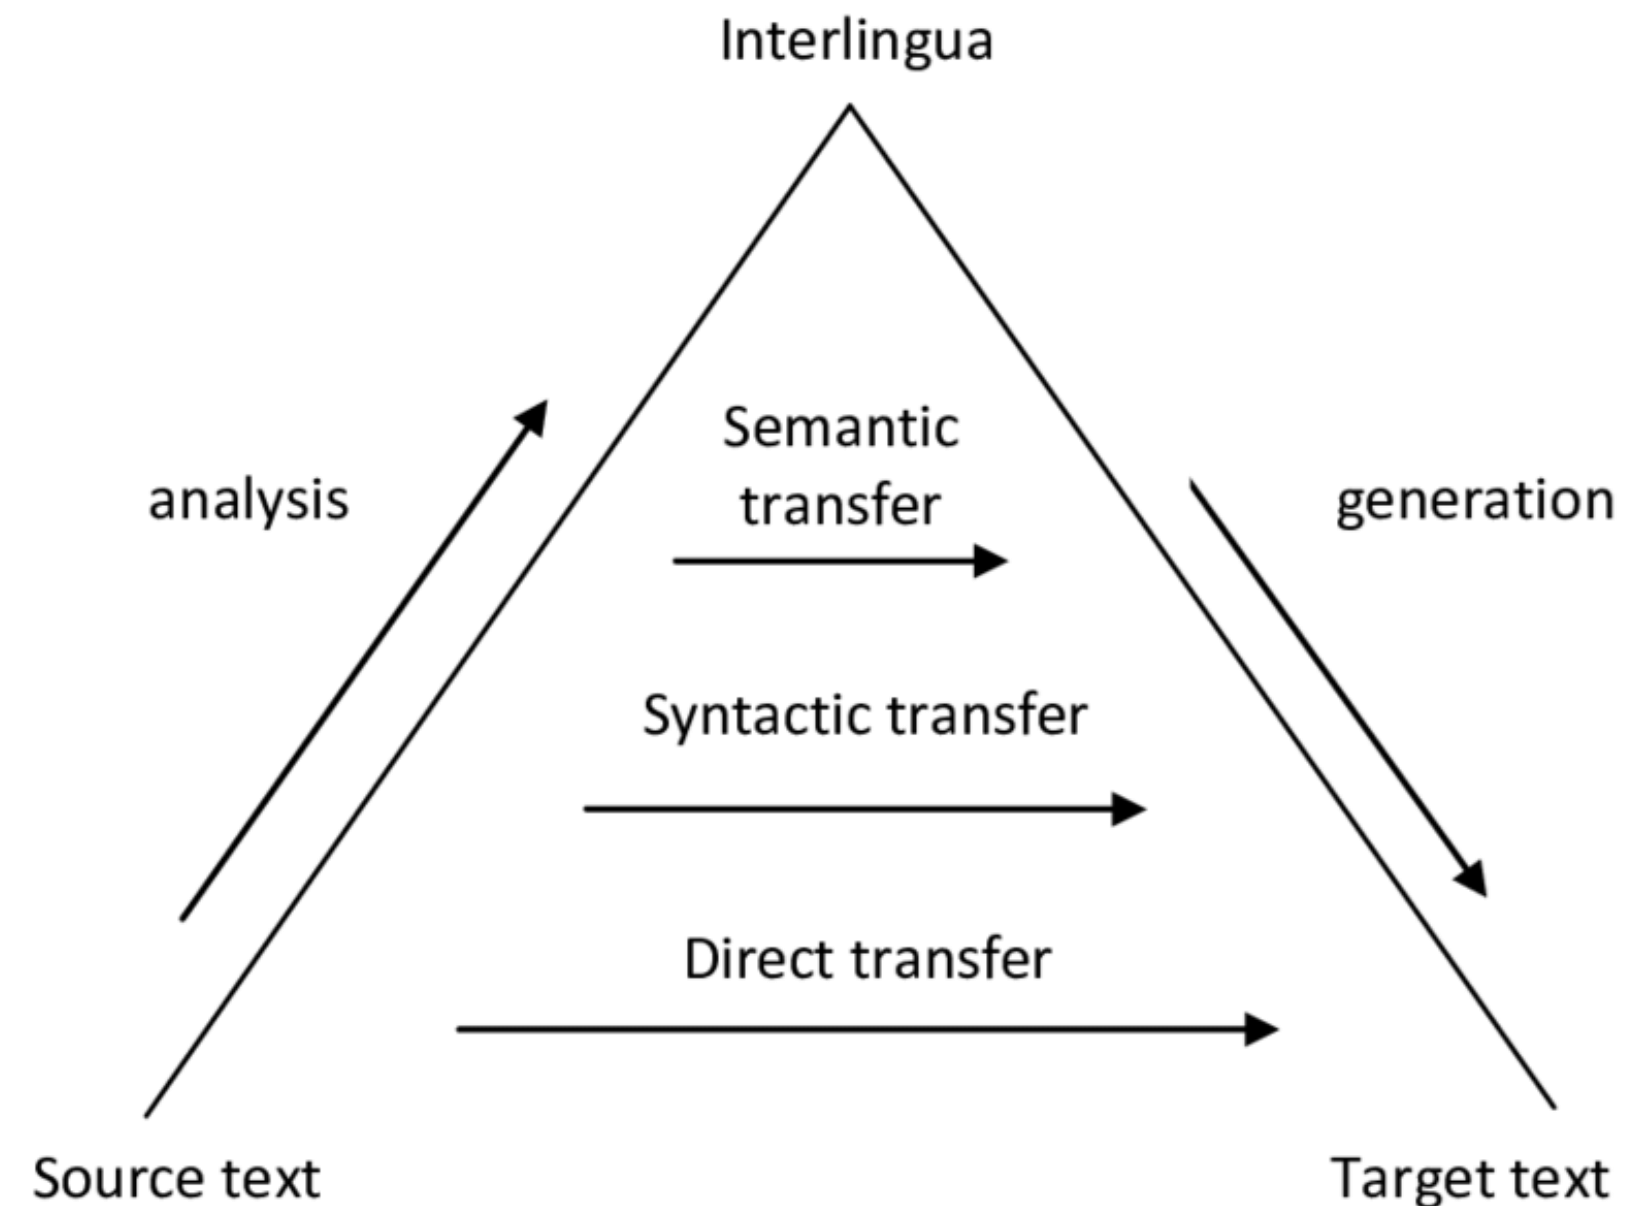 Interlingua
Semantic
transfer
analysis
generation
Syntactic transfer
Direct transfer
Source text
Target text